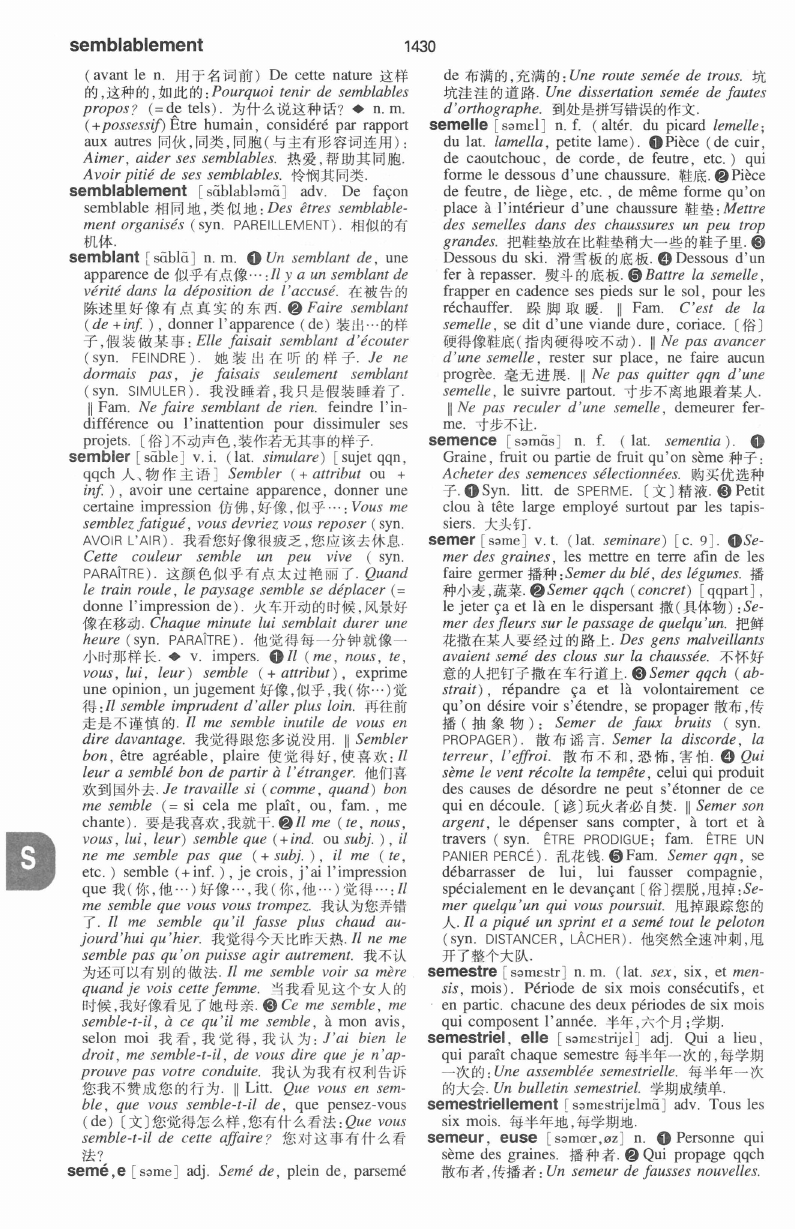 semblablement
1430
(avant le n. 用于名词前) De cette nature 这样
的,这种的,如此的:Pourquoi tenir de semblables
propos? (=de tels). 为什么说这种话? ◆ n. m.
(+possessif) Être humain, considéré par rapport
aux autres 同伙,同类,同胞(与主有形容词连用):
Aimer, aider ses semblables. 热爱,帮助其同胞.
Avoir pitié de ses semblables. 怜悯其同类.
semblablement [sɑ̃blabləmɑ̃] adv. De façon
semblable 相同地,类似地:Des êtres semblable-
ment organisés (syn. PAREILLEMENT). 相似的有
机体.
semblant [sɑ̃blɑ̃] n. m. ❶ Un semblant de, une
apparence de 似乎有点像…:Il y a un semblant de
vérité dans la déposition de l'accusé. 在被告的
陈述里好像有点真实的东西. ❷ Faire semblant
(de +inf. ), donner l'apparence (de) 装出…的样
子,假装做某事: Elle faisait semblant d'écouter
(syn. FEINDRE). 她装出在听的样子. Je ne
dormais pas, je faisais seulement semblant
(syn. SIMULER). 我没睡着,我只是假装睡着了.
‖ Fam. Ne faire semblant de rien. feindre l'in-
différence ou l'inattention pour dissimuler ses
projets. 〔俗〕不动声色,装作若无其事的样子.
sembler [sɑ̃ble] v. i. (lat. simulare) [sujet qqn,
qqch 人、物作主语] Sembler (+ attribut ou +
inf. ), avoir une certaine apparence, donner une
certaine impression 仿佛,好像,似乎…: Vous me
semblez fatigué, vous devriez vous reposer (syn.
AVOIR L'AIR). 我看您好像很疲乏,您应该去休息.
Cette couleur semble un peu vive ( syn.
PARAÎTRE). 这颜色似乎有点太过艳丽了. Quand
le train roule, le paysage semble se déplacer (=
donne l'impression de). 火车开动的时候,风景好
像在移动. Chaque minute lui semblait durer une
heure (syn. PARAÎTRE). 他觉得每一分钟就像一
小时那样长. ◆ v. impers. ❶ Il (me, nous, te,
vous, lui, leur) semble (+ attribut), exprime
une opinion, un jugement 好像,似乎,我(你…)觉
得:Il semble imprudent d'aller plus loin. 再往前
走是不谨慎的. Il me semble inutile de vous en
dire davantage. 我觉得跟您多说没用. ‖ Sembler
bon, être agréable, plaire 使觉得好,使喜欢: Il
leur a semblé bon de partir à l'étranger. 他们喜
欢到国外去. Je travaille si (comme, quand) bon
me semble (= si cela me plaît, ou, fam. , me
chante). 要是我喜欢,我就干. ❷ Il me (te, nous,
vous, lui, leur) semble que (+ind. ou subj. ), il
ne me semble pas que (+ subj. ), il me (te,
etc. ) semble (+inf. ), je crois, j'ai l'impression
que 我(你,他…)好像…,我(你,他…)觉得…: Il
me semble que vous vous trompez. 我认为您弄错
了. Il me semble qu'il fasse plus chaud au-
jourd'hui qu'hier. 我觉得今天比昨天热. Il ne me
semble pas qu'on puisse agir autrement. 我不认
为还可以有别的做法. Il me semble voir sa mère
quand je vois cette femme. 当我看见这个女人的
时候,我好像看见了她母亲. ❸ Ce me semble, me
semble-t-il, à ce qu'il me semble, à mon avis,
selon moi 我看,我觉得,我认为: J'ai bien le
droit, me semble-t-il, de vous dire que je n'ap-
prouve pas votre conduite. 我认为我有权利告诉
您我不赞成您的行为. ‖ Litt. Que vous en sem-
ble, que vous semble-t-il de, que pensez-vous
(de) 〔文〕您觉得怎么样,您有什么看法:Que vous
semble-t-il de cette affaire? 您对这事有什么看
法?
semé,e [səme] adj. Semé de, plein de, parsemé
de 布满的,充满的: Une route semée de trous. 坑
坑洼洼的道路. Une dissertation semée de fautes
d'orthographe. 到处是拼写错误的作文.
semelle [səmɛl] n. f. (altér. du picard lemelle;
du lat. lamella, petite lame). ❶ Pièce (de cuir,
de caoutchouc, de corde, de feutre, etc. ) qui
forme le dessous d'une chaussure. 鞋底. ❷ Pièce
de feutre, de liège, etc. , de même forme qu'on
place à l'intérieur d'une chaussure 鞋垫: Mettre
des semelles dans des chaussures un peu trop
grandes. 把鞋垫放在比鞋垫稍大一些的鞋子里. ❸
Dessous du ski. 滑雪板的底板. ❹ Dessous d'un
fer à repasser. 熨斗的底板. ❺ Battre la semelle,
frapper en cadence ses pieds sur le sol, pour les
réchauffer. 跺脚取暖. ‖ Fam. C'est de la
semelle, se dit d'une viande dure, coriace. 〔俗〕
硬得像鞋底(指肉硬得咬不动). ‖ Ne pas avancer
d'une semelle, rester sur place, ne faire aucun
progrèe. 毫无进展. ‖ Ne pas quitter qqn d'une
semelle, le suivre partout. 寸步不离地跟着某人.
‖ Ne pas reculer d'une semelle, demeurer fer-
me. 寸步不让.
semence [səmɑ̃s] n. f. ( lat. sementia ). ❶
Graine, fruit ou partie de fruit qu'on sème 种子:
Acheter des semences sélectionnées. 购买优选种
子. ❶ Syn. litt. de SPERME. 〔文〕精液. ❸ Petit
clou à tête large employé surtout par les tapis-
siers. 大头钉.
semer [səme] v. t. (lat. seminare) [c. 9]. ❶ Se-
mer des graines, les mettre en terre afin de les
faire germer 播种:Semer du blé, des légumes. 播
种小麦,蔬菜. ❷ Semer qqch (concret) [qqpart],
le jeter ça et là en le dispersant 撒(具体物):Se-
mer des fleurs sur le passage de quelqu'un. 把鲜
花撒在某人要经过的路上. Des gens malveillants
avaient semé des clous sur la chaussée. 不怀好
意的人把钉子撒在车行道上. ❸ Semer qqch (ab-
strait), répandre ça et là volontairement ce
qu'on désire voir s'étendre, se propager 散布,传
播(抽象物): Semer de faux bruits ( syn.
PROPAGER). 散布谣言. Semer la discorde, la
terreur, l'effroi. 散布不和,恐怖,害怕. ❹ Qui
sème le vent récolte la tempête, celui qui produit
des causes de désordre ne peut s'étonner de ce
qui en découle. 〔谚〕玩火者必自焚. ‖ Semer son
argent, le dépenser sans compter, à tort et à
travers (syn. ÊTRE PRODIGUE; fam. ÊTRE UN
PANIER PERCÉ). 乱花钱. ❺ Fam. Semer qqn, se
débarrasser de lui, lui fausser compagnie,
spécialement en le devançant 〔俗〕摆脱,甩掉:Se-
mer quelqu'un qui vous poursuit. 甩掉跟踪您的
人. Il a piqué un sprint et a semé tout le peloton
(syn. DISTANCER, LÂCHER). 他突然全速冲刺,甩
开了整个大队.
semestre [səmɛstr] n. m. (lat. sex, six, et men-
sis, mois). Période de six mois consécutifs, et
en partic. chacune des deux périodes de six mois
qui composent l'année. 半年,六个月;学期.
semestriel, elle [səmɛstrijɛl] adj. Qui a lieu,
qui paraît chaque semestre 每半年一次的,每学期
一次的: Une assemblée semestrielle. 每半年一次
的大会. Un bulletin semestriel. 学期成绩单.
semestriellement [səmɛstrijɛlmɑ̃] adv. Tous les
six mois. 每半年地,每学期地.
semeur, euse [səmœr,øz] n. ❶ Personne qui
sème des graines. 播种者. ❷ Qui propage qqch
散布者,传播者: Un semeur de fausses nouvelles.
S